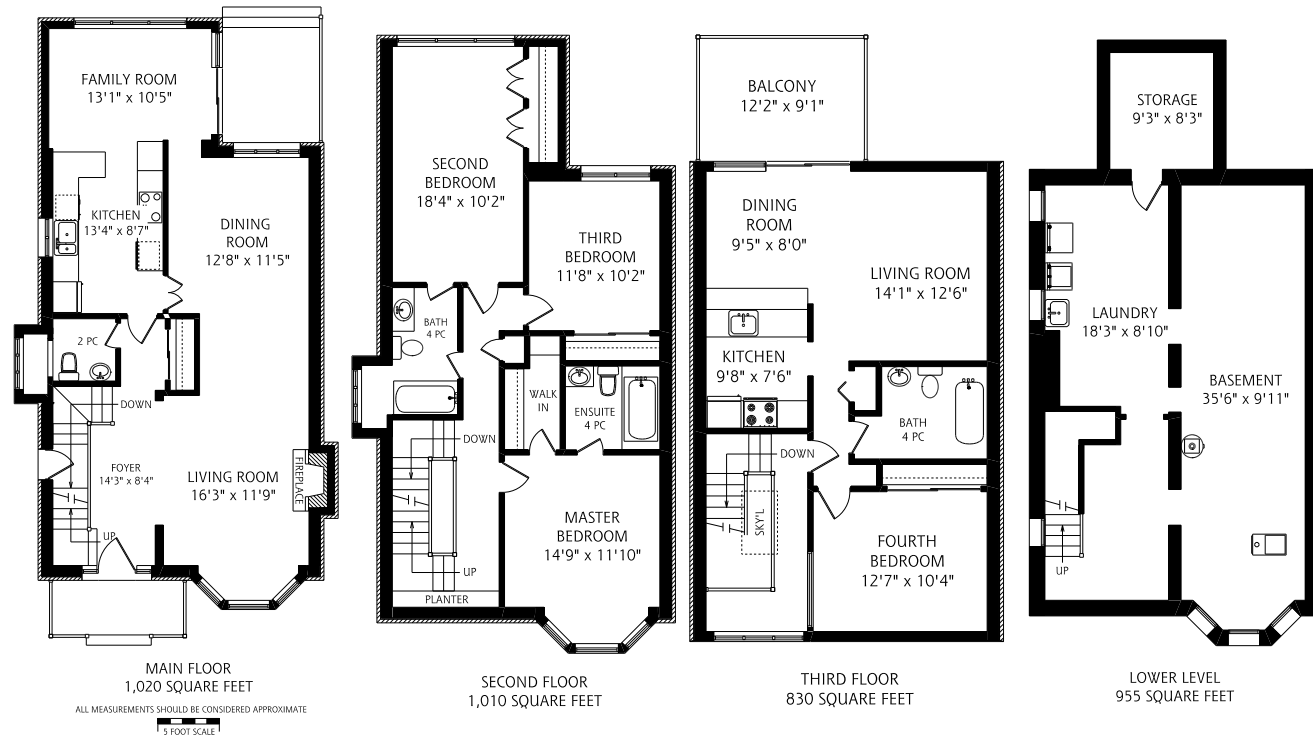 FAMILY ROOM
13'1" x 10'5"
KITCHEN
13'4" x 8'7"
DINING
ROOM
12'8" x 11'5"
2 PC
DOWN
FOYER
14'3" x 8'4"
LIVING ROOM
16'3" x 11'9"
FIREPLACE
UP
MAIN FLOOR
1,020 SQUARE FEET
ALL MEASUREMENTS SHOULD BE CONSIDERED APPROXIMATE
5 FOOT SCALE
SECOND
BEDROOM
18'4" x 10'2"
THIRD
BEDROOM
11'8" x 10'2"
BATH
4 PC
WALK
IN
ENSUITE
4 PC
DOWN
MASTER
BEDROOM
14'9" x 11'10"
UP
PLANTER
SECOND FLOOR
1,010 SQUARE FEET
BALCONY
12'2" x 9'1"
DINING
ROOM
9'5" x 8'0"
LIVING ROOM
14'1" x 12'6"
KITCHEN
9'8" x 7'6"
BATH
4 PC
DOWN
SKY'L
FOURTH
BEDROOM
12'7" x 10'4"
THIRD FLOOR
830 SQUARE FEET
STORAGE
9'3" x 8'3"
LAUNDRY
18'3" x 8'10"
BASEMENT
35'6" x 9'11"
UP
LOWER LEVEL
955 SQUARE FEET